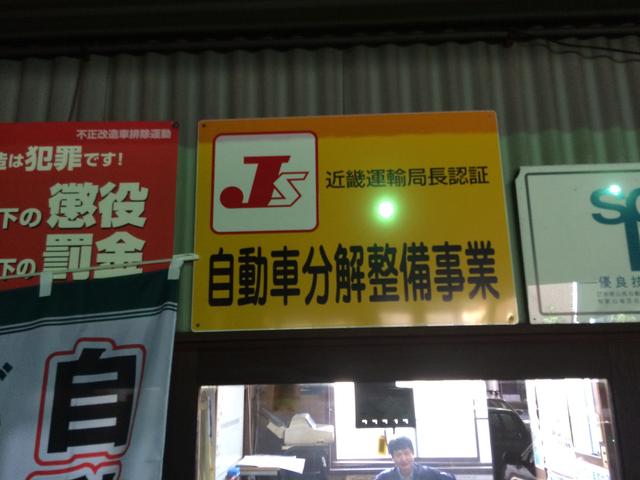 不正改造車排除運動
造は犯罪です!
下の懲役
下の罰金
自
JS
近畿運輸局長認証
自動車分解整備事業
優良技